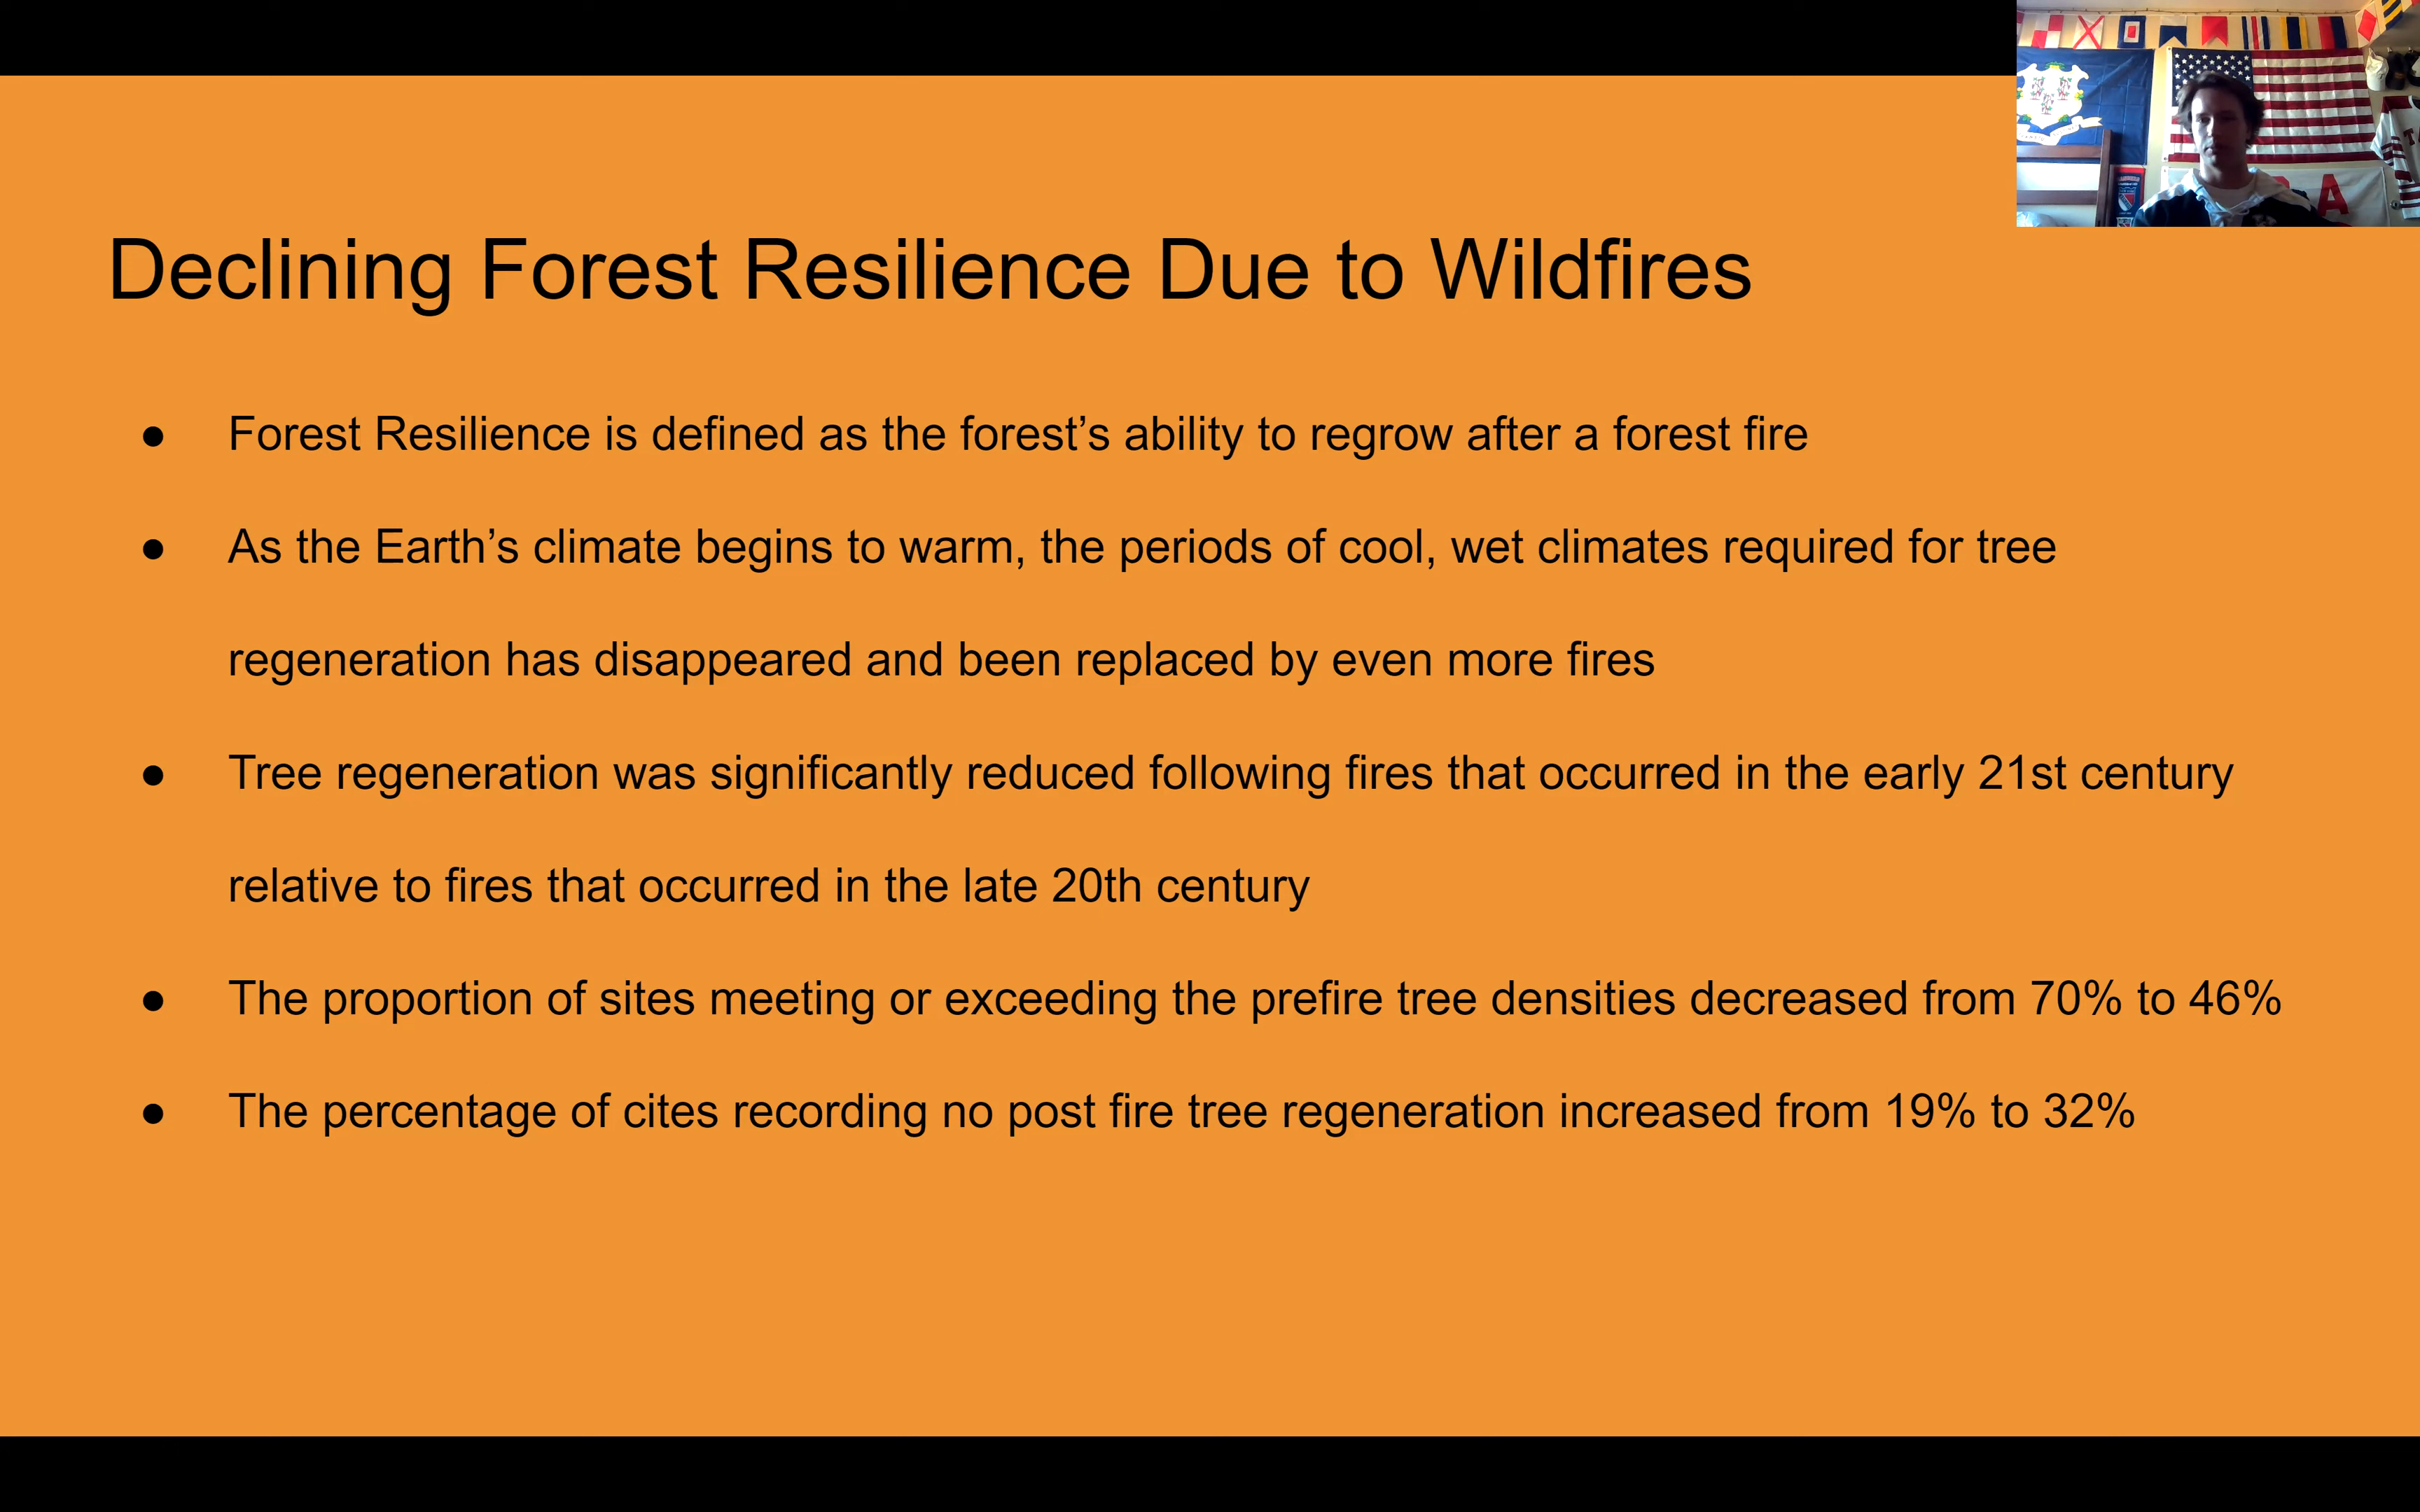 Declining Forest Resilience Due to Wildfires
● Forest Resilience is defined as the forest’s ability to regrow after a forest fire
● As the Earth’s climate begins to warm, the periods of cool, wet climates required for tree
regeneration has disappeared and been replaced by even more fires
● Tree regeneration was significantly reduced following fires that occurred in the early 21st century
relative to fires that occurred in the late 20th century
● The proportion of sites meeting or exceeding the prefire tree densities decreased from 70% to 46%
● The percentage of cites recording no post fire tree regeneration increased from 19% to 32%